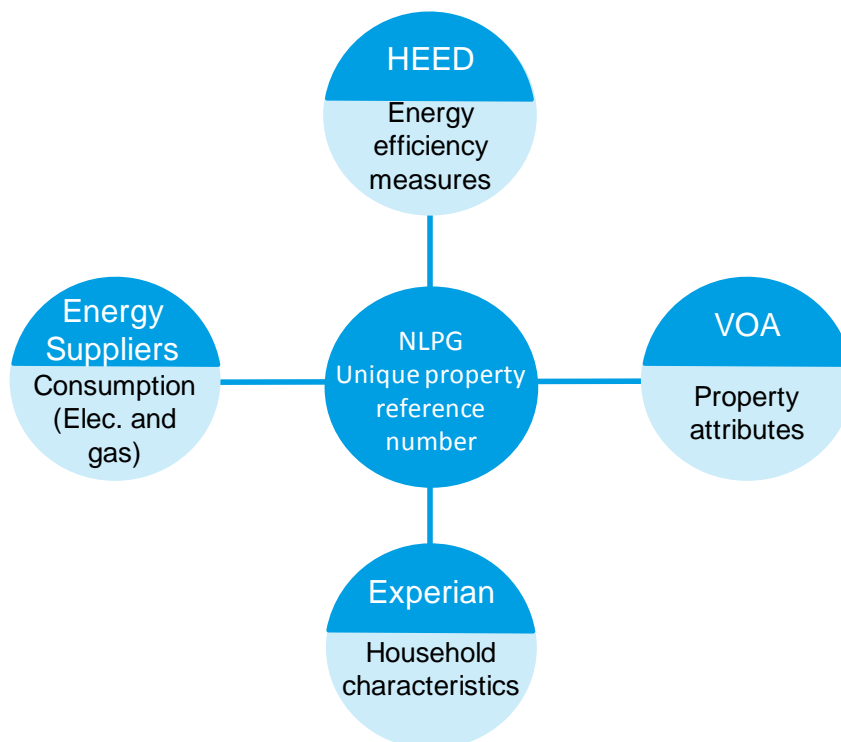 HEED
Energy
efficiency
measures
Energy
Suppliers
Consumption
(Elec. and
gas)
NLPG
Unique property
reference
number
VOA
Property
attributes
Experian
Household
characteristics